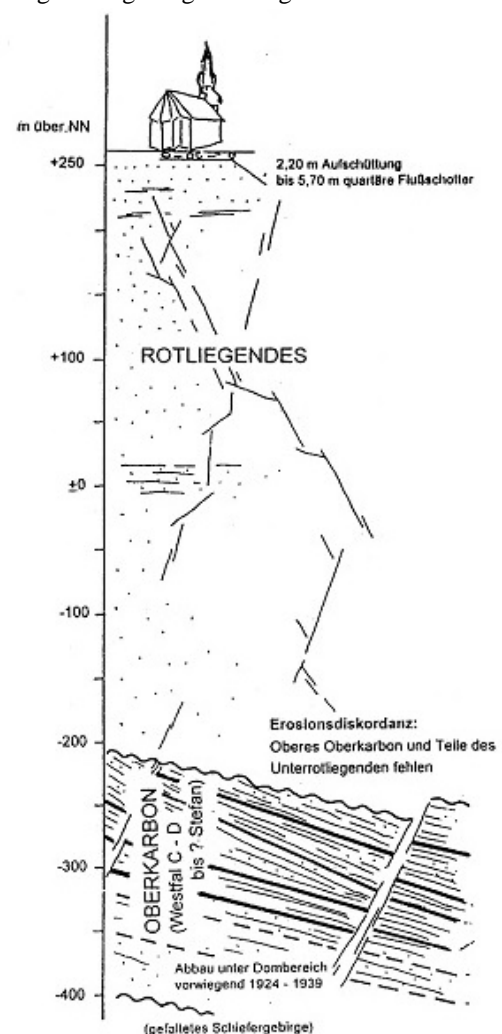 m über.NN
+250
2,20 m Aufschüttung
bis 5,70 m quartäre Flußschotter
+100
ROTLIEGENDES
±0
-100
Erosionsdiskordanz:
Oberes Oberkarbon und Teile des
Unterrotliegenden fehlen
-200
OBERKARBON
(Westfal C - D
bis ? Stefan)
-300
Abbau unter Dombereich
vorwiegend 1924 - 1939
-400
(gefaltetes Schiefergebirge)